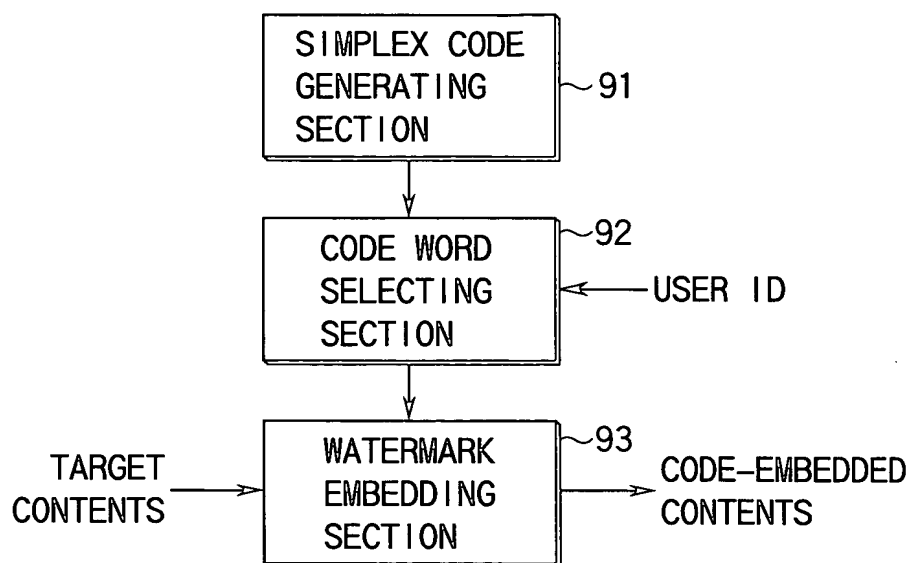 SIMPLEX CODE
GENERATING
SECTION
91
CODE WORD
SELECTING
SECTION
92
USER ID
TARGET
CONTENTS
WATERMARK
EMBEDDING
SECTION
93
CODE-EMBEDDED
CONTENTS